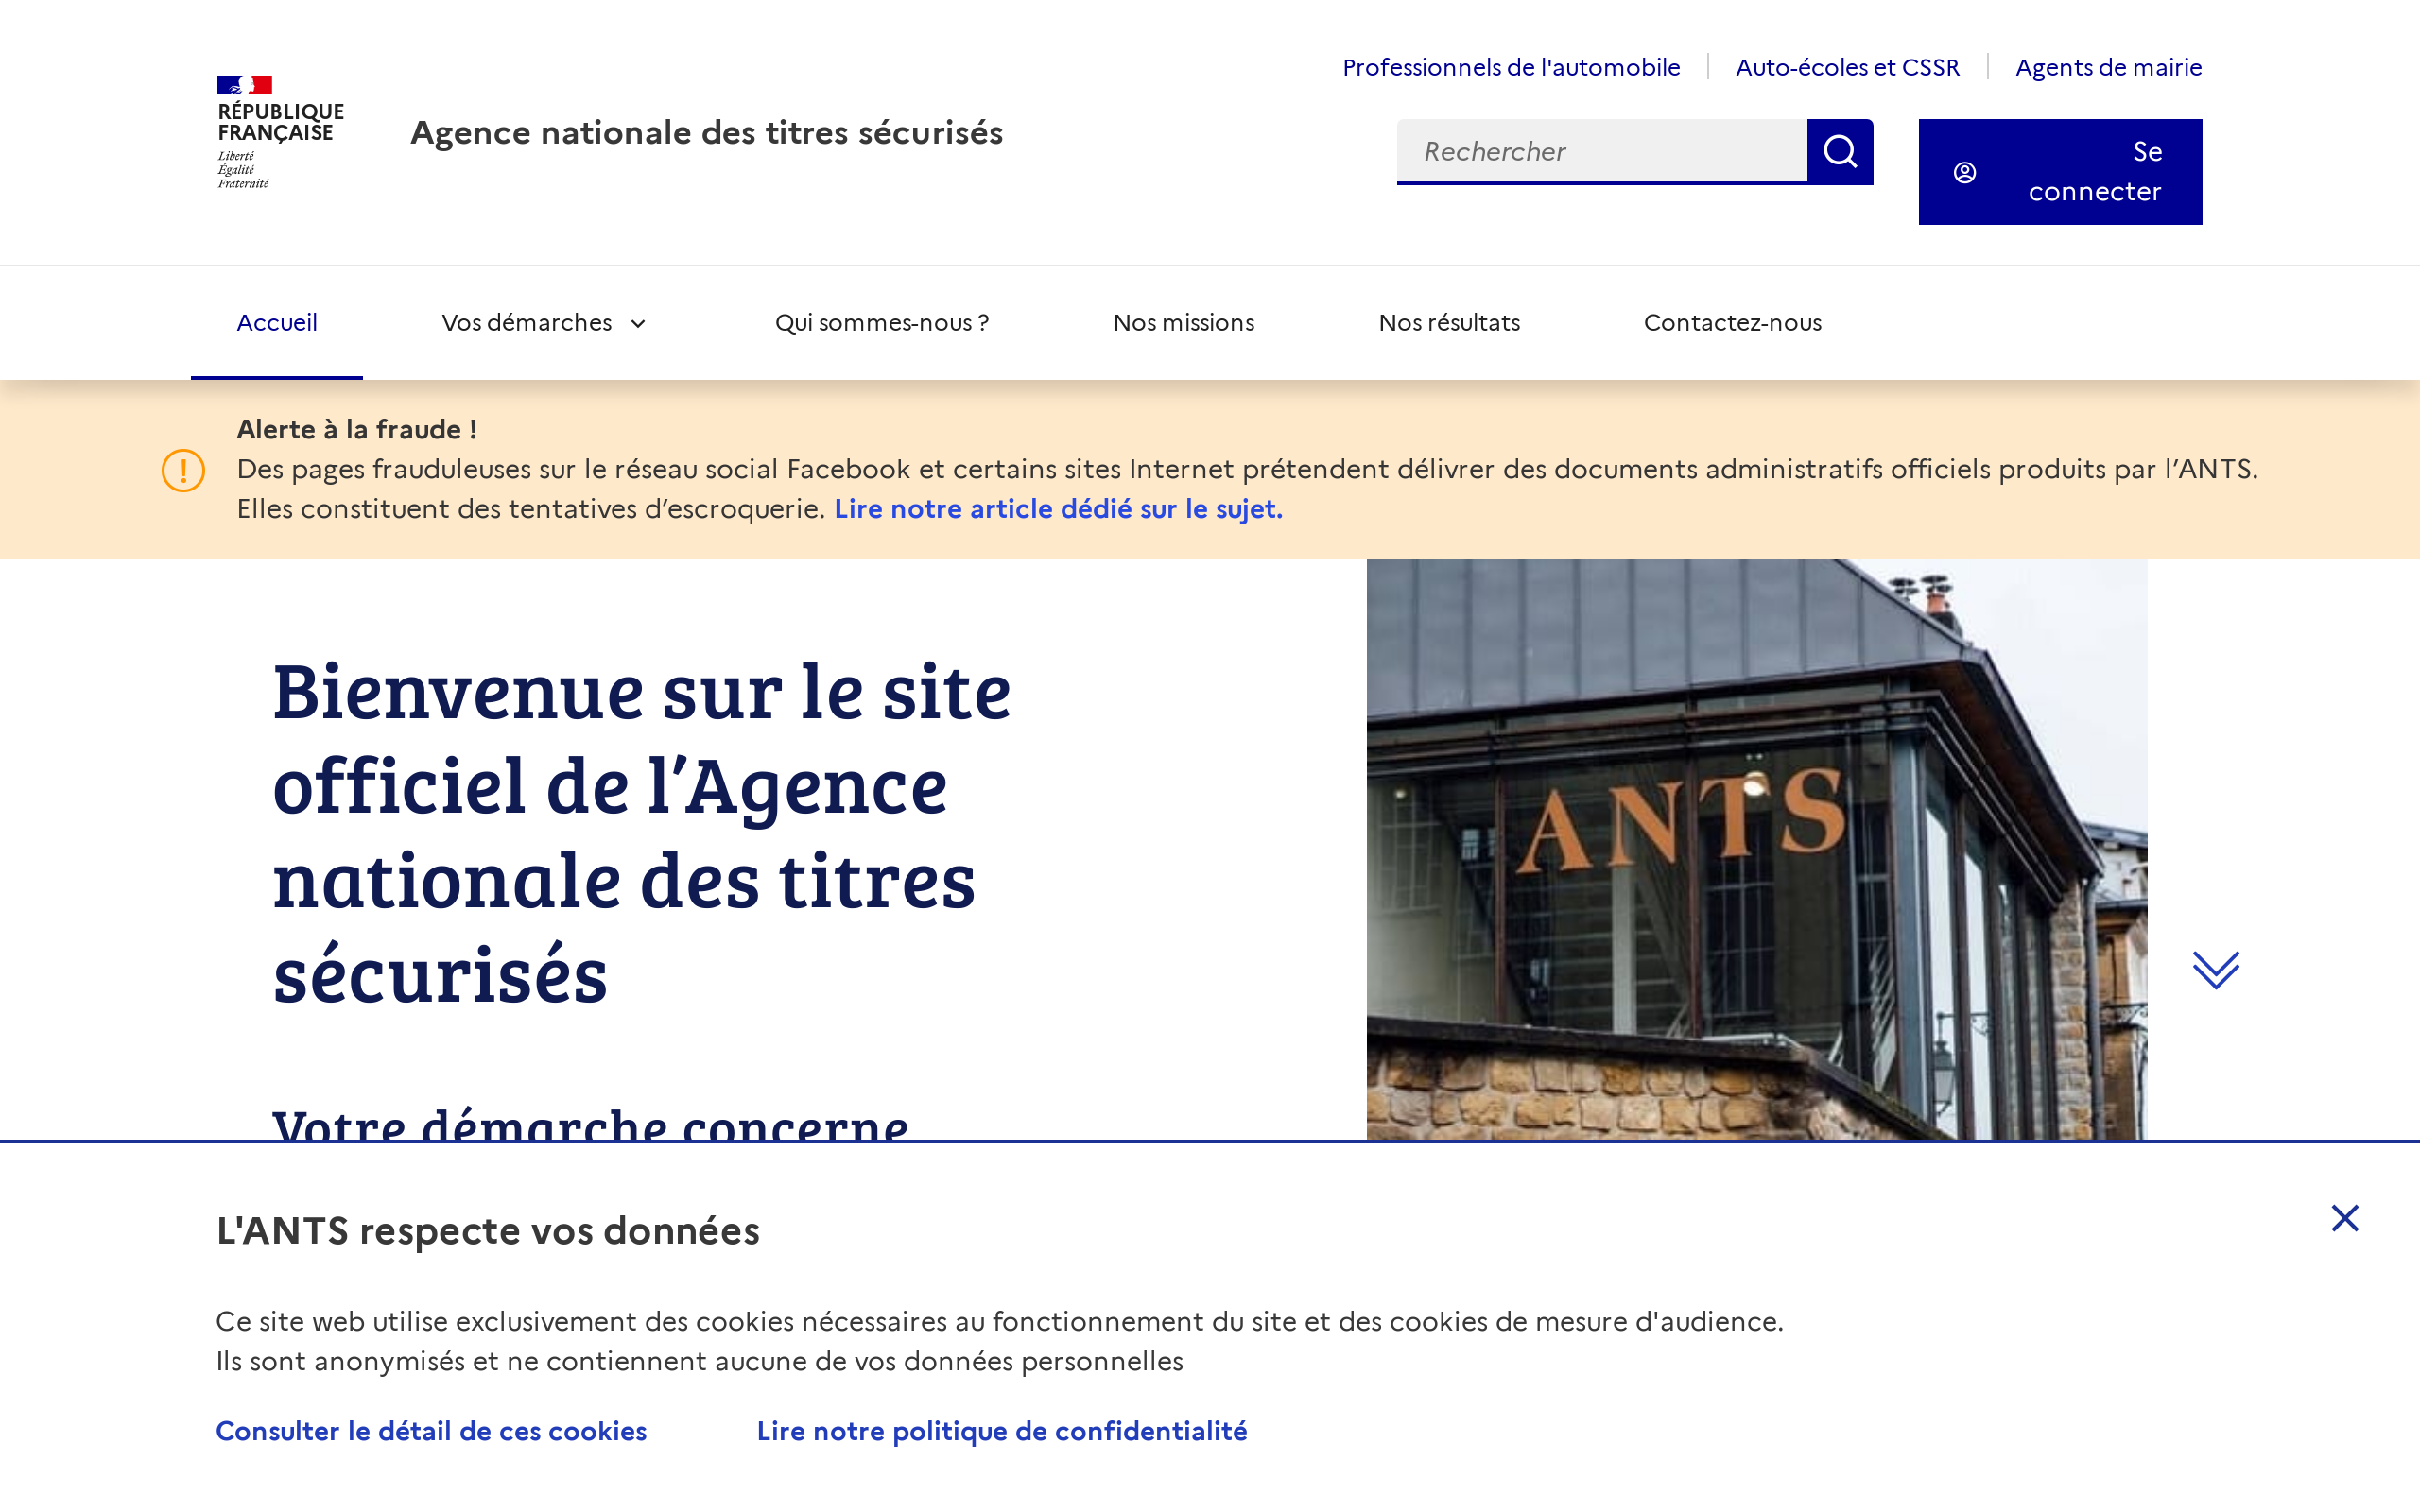 RÉPUBLIQUE
FRANÇAISE
Liberté
Égalité
Fraternité
Agence nationale des titres sécurisés
Professionnels de l'automobile
Auto-écoles et CSSR
Agents de mairie
Rechercher
Se
connecter
Accueil
Vos démarches
Qui sommes-nous ?
Nos missions
Nos résultats
Contactez-nous
Alerte à la fraude !
Des pages frauduleuses sur le réseau social Facebook et certains sites Internet prétendent délivrer des documents administratifs officiels produits par l’ANTS.
Elles constituent des tentatives d’escroquerie. Lire notre article dédié sur le sujet.
Bienvenue sur le site
officiel de l’Agence
nationale des titres
sécurisés
ANTS
Votre démarche concerne
L'ANTS respecte vos données
Ce site web utilise exclusivement des cookies nécessaires au fonctionnement du site et des cookies de mesure d'audience.
Ils sont anonymisés et ne contiennent aucune de vos données personnelles
Consulter le détail de ces cookies
Lire notre politique de confidentialité